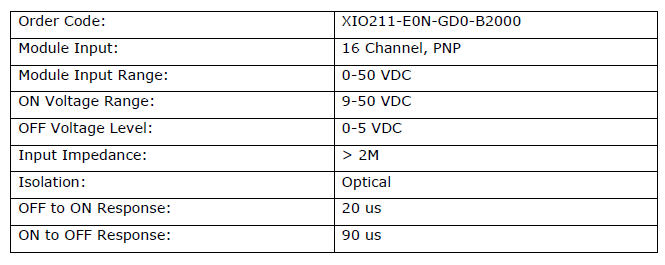 Order Code: XIO211-E0N-GD0-B2000
Module Input: 16 Channel, PNP
Module Input Range: 0-50 VDC
ON Voltage Range: 9-50 VDC
OFF Voltage Level: 0-5 VDC
Input Impedance: > 2M
Isolation: Optical
OFF to ON Response: 20 us
ON to OFF Response: 90 us